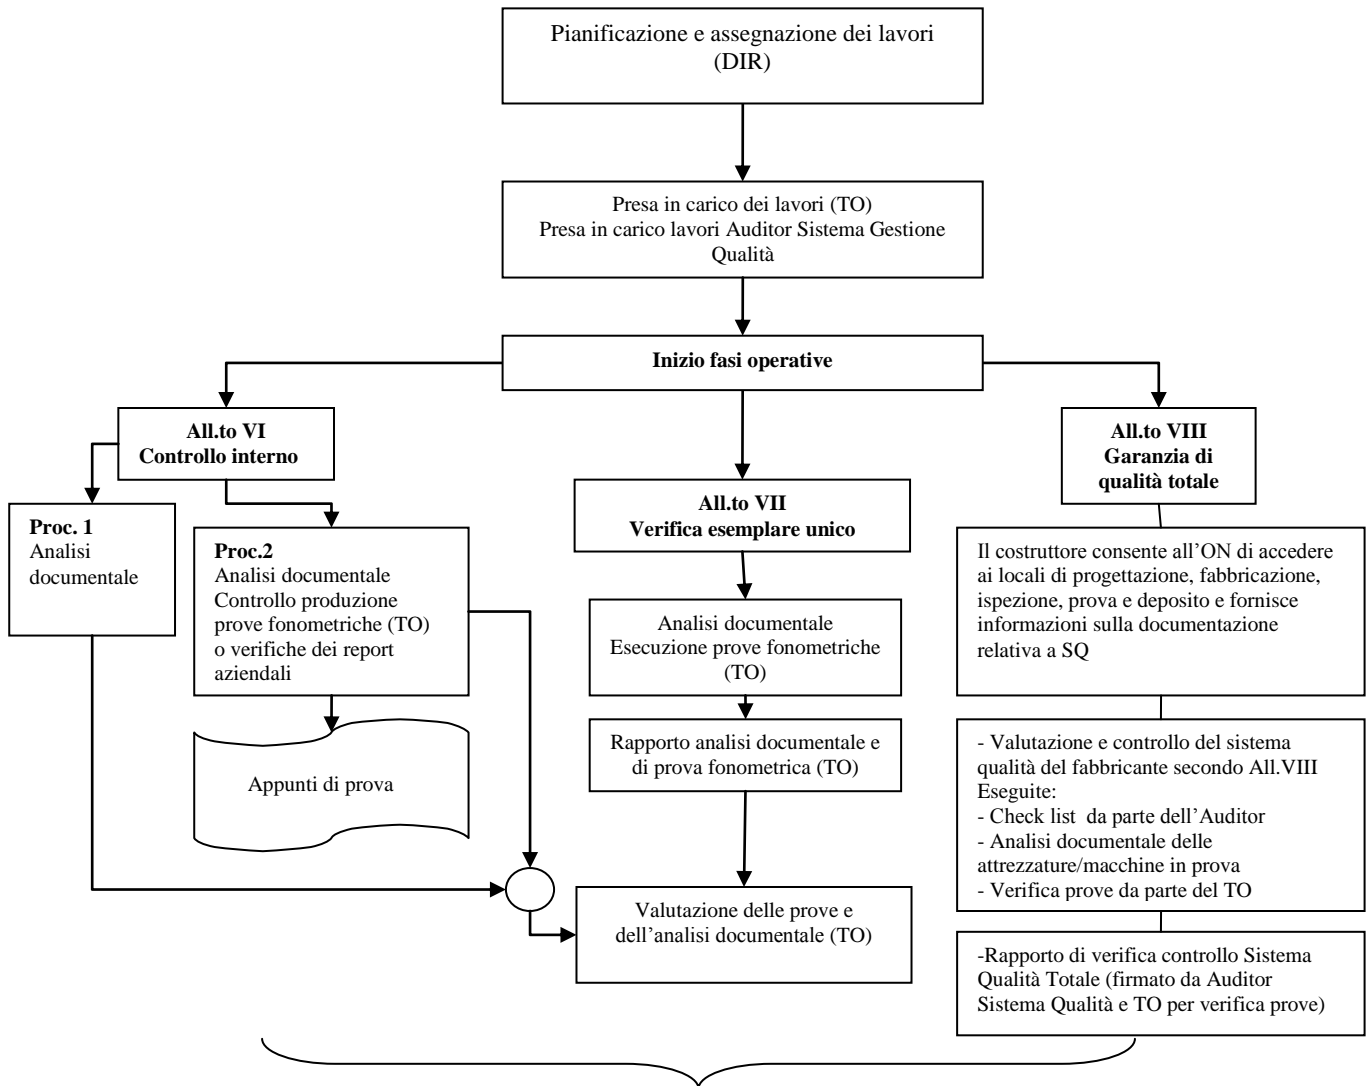 Pianificazione e assegnazione dei lavori
(DIR)
Presa in carico dei lavori (TO)
Presa in carico lavori Auditor Sistema Gestione
Qualità
Inizio fasi operative
All.to VI
Controllo interno
All.to VIII
Garanzia di
qualità totale
All.to VII
Verifica esemplare unico
Proc. 1
Analisi
documentale
Proc.2
Analisi documentale
Controllo produzione
prove fonometriche (TO)
o verifiche dei report
aziendali
Analisi documentale
Esecuzione prove fonometriche
(TO)
Il costruttore consente all’ON di accedere
ai locali di progettazione, fabbricazione,
ispezione, prova e deposito e fornisce
informazioni sulla documentazione
relativa a SQ
Appunti di prova
Rapporto analisi documentale e
di prova fonometrica (TO)
- Valutazione e controllo del sistema
qualità del fabbricante secondo All.VIII
Eseguite:
- Check list  da parte dell’Auditor
- Analisi documentale delle
attrezzature/macchine in prova
- Verifica prove da parte del TO
Valutazione delle prove e
dell’analisi documentale (TO)
-Rapporto di verifica controllo Sistema
Qualità Totale (firmato da Auditor
Sistema Qualità e TO per verifica prove)